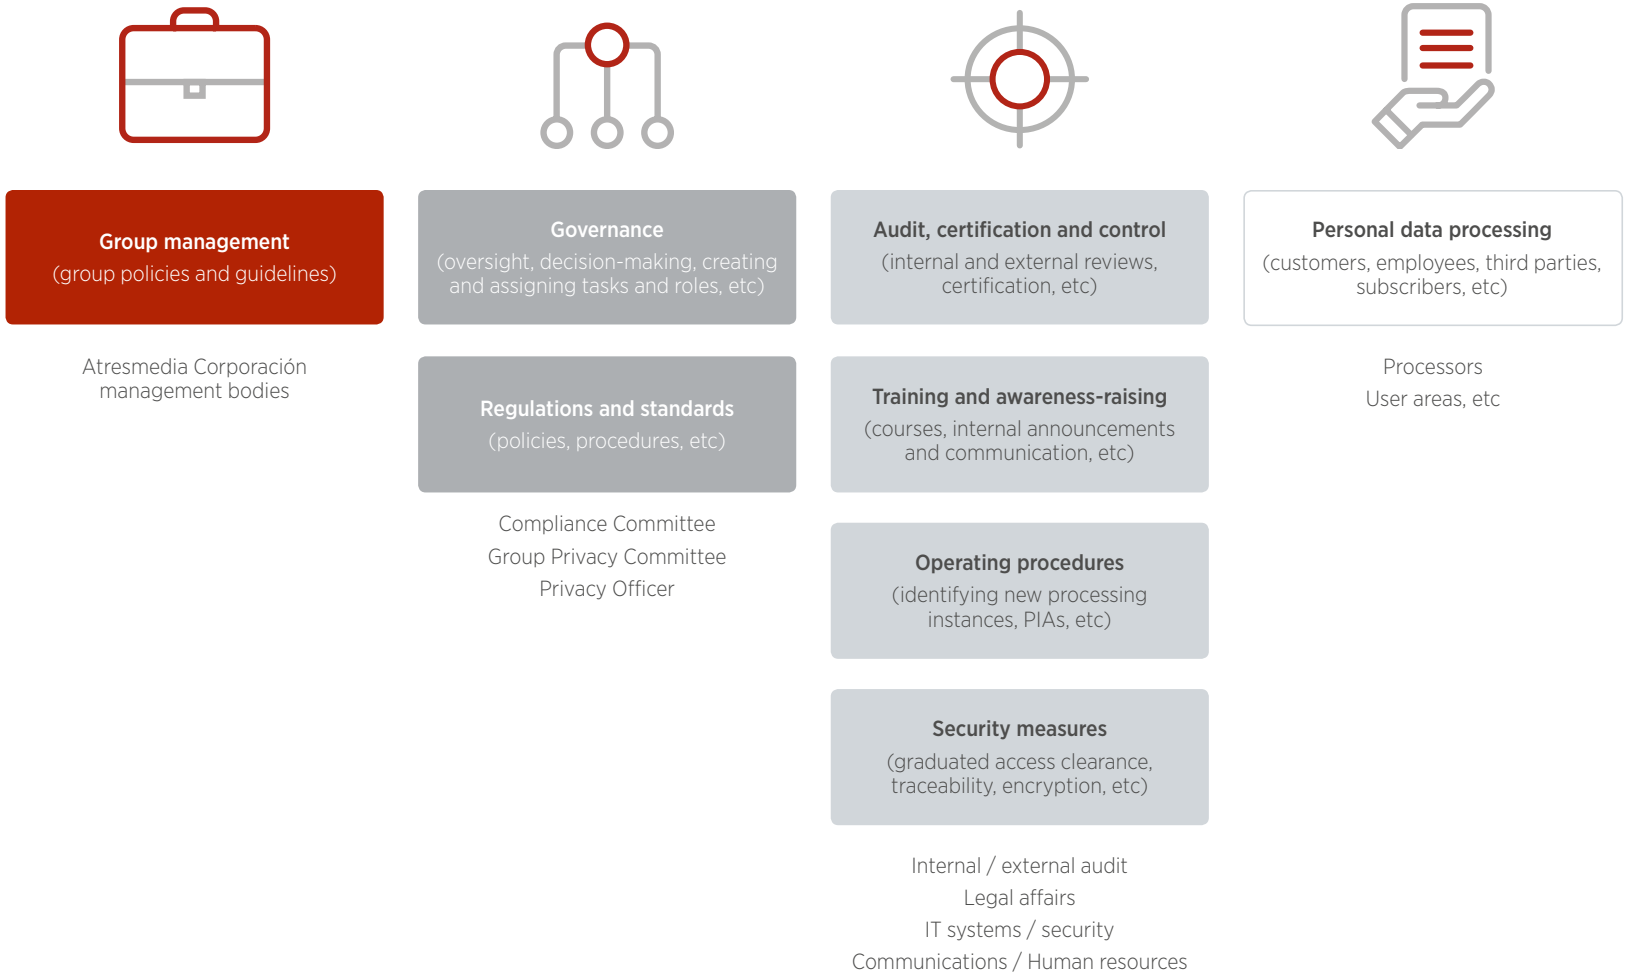 Group management
(group policies and guidelines)
Atresmedia Corporación
management bodies
Governance
(oversight, decision-making, creating
and assigning tasks and roles, etc)
Regulations and standards
(policies, procedures, etc)
Compliance Committee
Group Privacy Committee
Privacy Officer
Audit, certification and control
(internal and external reviews,
certification, etc)
Training and awareness-raising
(courses, internal announcements
and communication, etc)
Operating procedures
(identifying new processing
instances, PIAs, etc)
Security measures
(graduated access clearance,
traceability, encryption, etc)
Internal / external audit
Legal affairs
IT systems / security
Communications / Human resources
Personal data processing
(customers, employees, third parties,
subscribers, etc)
Processors
User areas, etc